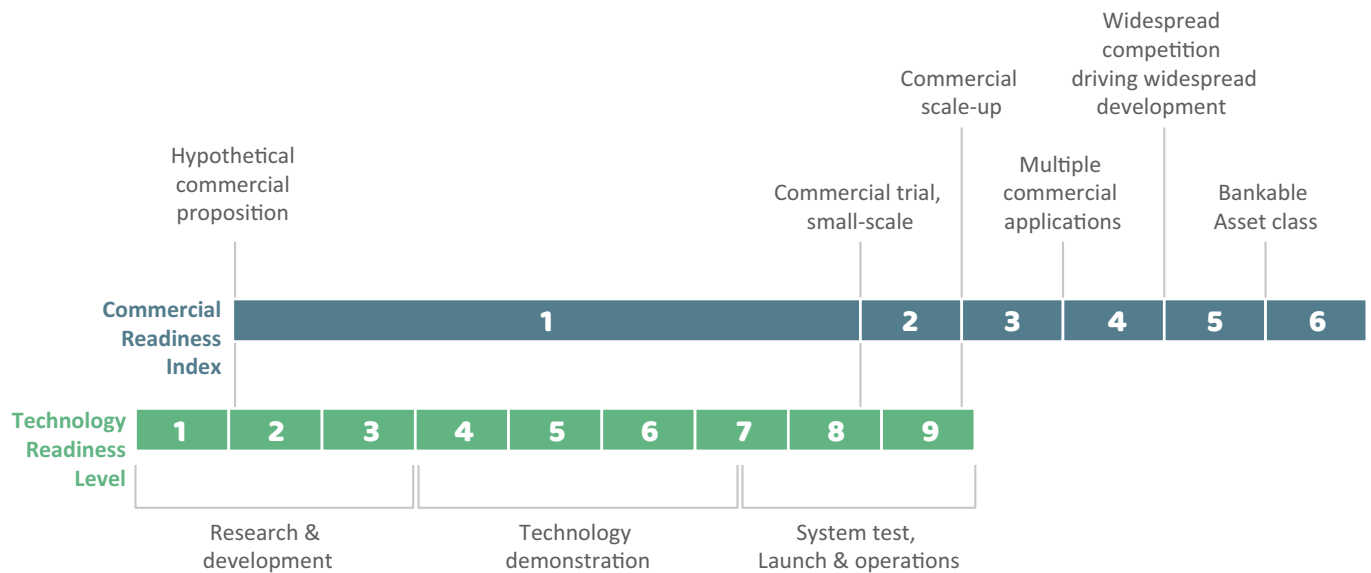 Widespread
competition
driving widespread
development
Commercial
scale-up
Hypothetical
commercial
proposition
Multiple
commercial
applications
Commercial trial,
small-scale
Bankable
Asset class
Commercial
Readiness
Index
1
2
3
4
5
6
Technology
Readiness
Level
1
2
3
4
5
6
7
8
9
Research &
development
Technology
demonstration
System test,
Launch & operations